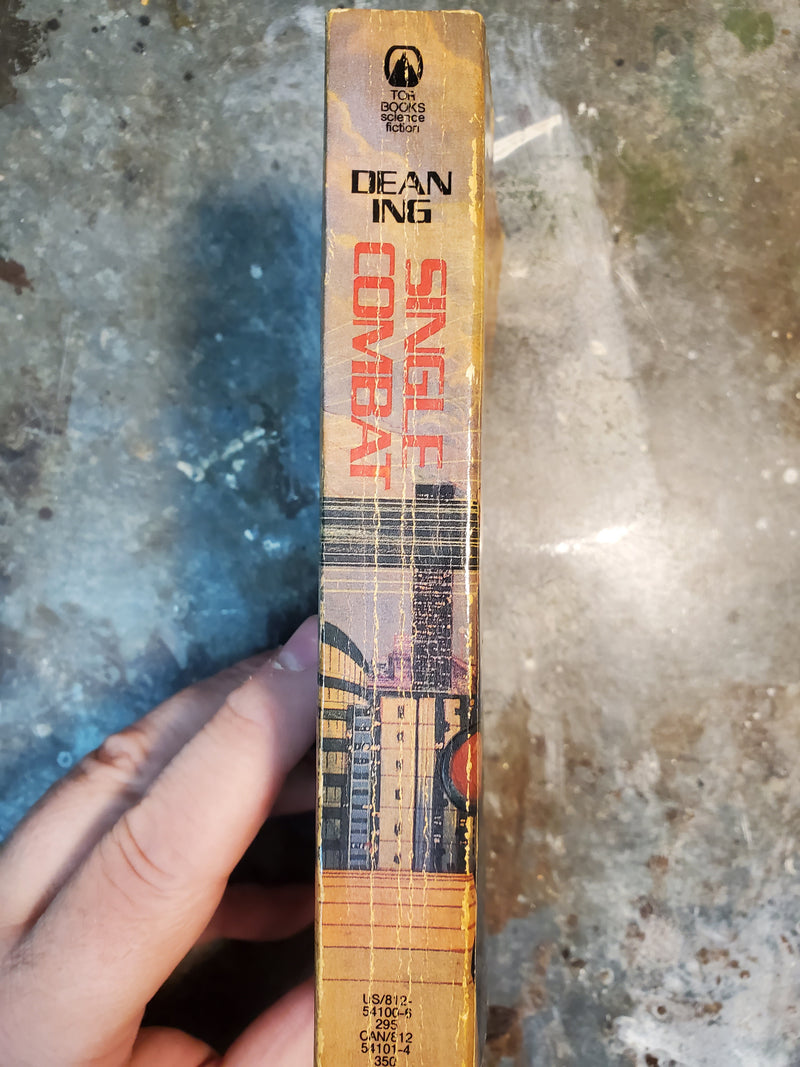 TOR
BOOKS
science
fiction
DEAN
ING
SINGLE
COMBAT
US/812-
54100-6
295
CAN/812
54101-4
350